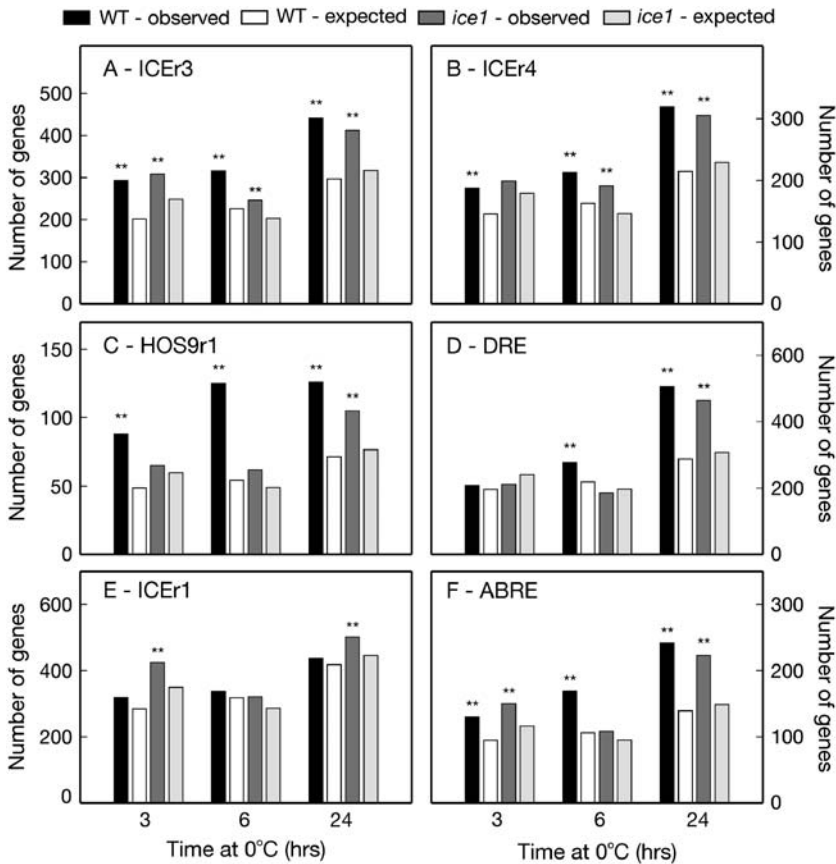 WT - observed WT - expected ice1 - observed ice1 - expected
A - ICEr3
Number of genes
500
400
300
200
100
0
** ** ** ** ** **
B - ICEr4
Number of genes
300
200
100
0
** ** ** ** **
C - HOS9r1
Number of genes
150
100
50
0
** ** ** **
D - DRE
Number of genes
600
400
200
0
** ** **
E - ICEr1
Number of genes
600
400
200
0
** **
3 6 24
Time at 0°C (hrs)
F - ABRE
Number of genes
300
200
100
0
** ** ** ** **
3 6 24
Time at 0°C (hrs)